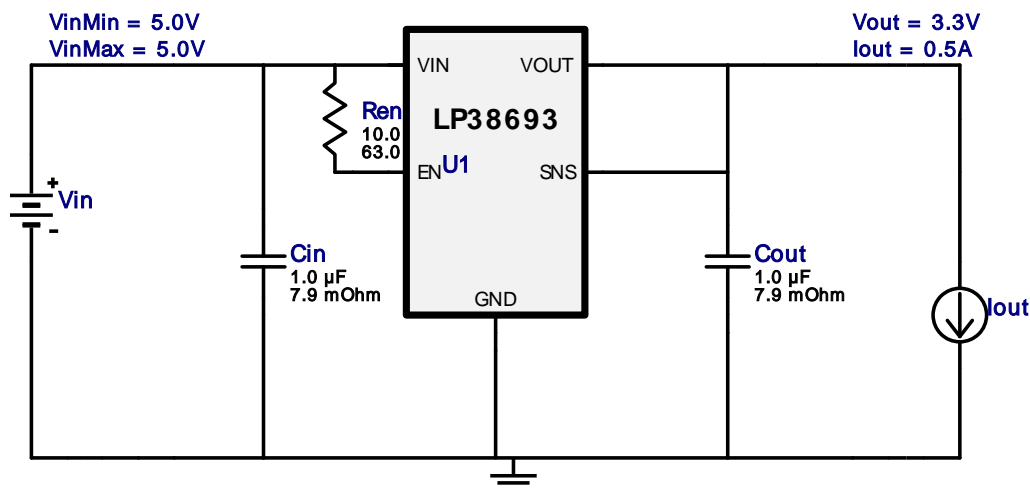 VinMin = 5.0V
VinMax = 5.0V
Vout = 3.3V
Iout = 0.5A
VIN
VOUT
Ren
10.0
63.0
LP38693
EN
U1
SNS
+
Vin
-
Cin
1.0 µF
7.9 mOhm
Cout
1.0 µF
7.9 mOhm
GND
Iout